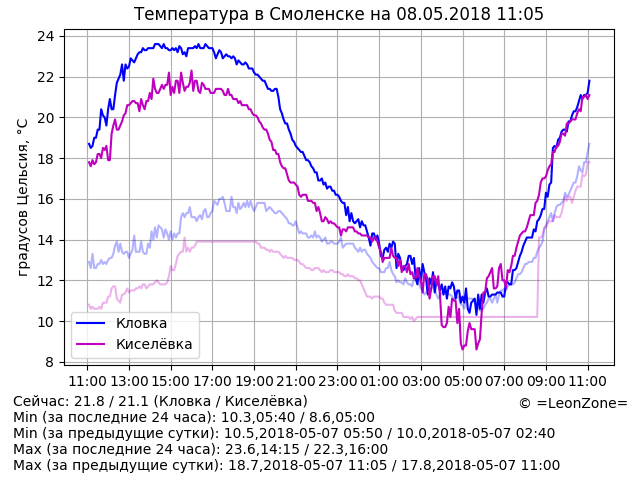 Температура в Смоленске на 08.05.2018 11:05
градусов Цельсия, °C
24
22
20
18
16
14
12
10
8
Кловка
Киселёвка
11:00 13:00 15:00 17:00 19:00 21:00 23:00 01:00 03:00 05:00 07:00 09:00 11:00
Сейчас: 21.8 / 21.1 (Кловка / Киселёвка)
© =LeonZone=
Min (за последние 24 часа): 10.3,05:40 / 8.6,05:00
Min (за предыдущие сутки): 10.5,2018-05-07 05:50 / 10.0,2018-05-07 02:40
Max (за последние 24 часа): 23.6,14:15 / 22.3,16:00
Max (за предыдущие сутки): 18.7,2018-05-07 11:05 / 17.8,2018-05-07 11:00